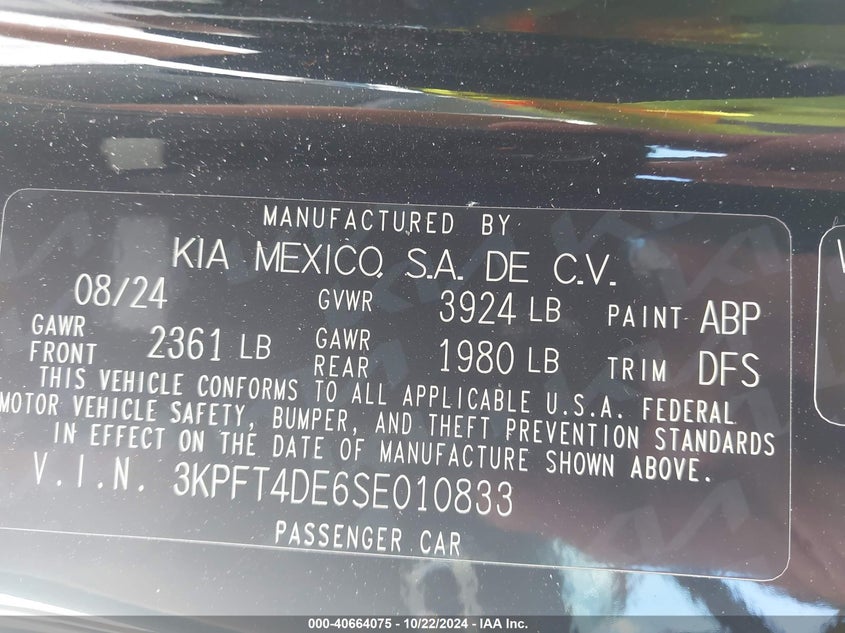 MANUFACTURED BY
KIA MEXICO, S.A. DE C.V.
08/24 GVWR 3924 LB PAINT ABP
GAWR FRONT 2361 LB GAWR REAR 1980 LB TRIM DFS
THIS VEHICLE CONFORMS TO ALL APPLICABLE U.S.A. FEDERAL
MOTOR VEHICLE SAFETY, BUMPER, AND THEFT PREVENTION STANDARDS
IN EFFECT ON THE DATE OF MANUFACTURE SHOWN ABOVE.
V.I.N. 3KPFT4DE6SE010833
PASSENGER CAR
000-40664075 - 10/22/2024 - IAA Inc.